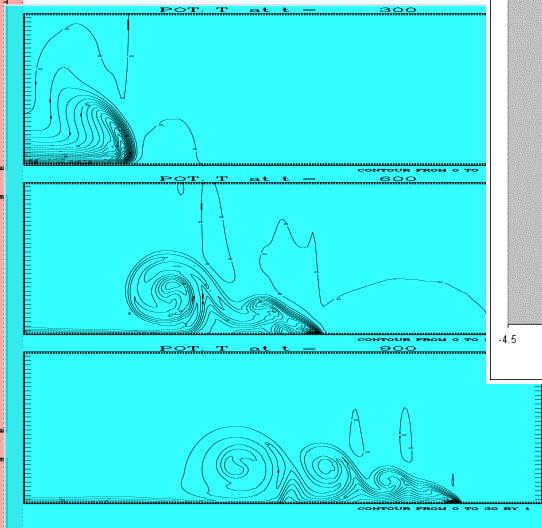 POT. T at t = 300
CONTOUR FROM 0 TO
POT. T at t = 600
CONTOUR FROM 0 TO
-4.5
POT. T at t = 900
CONTOUR FROM 0 TO 30 BY 1